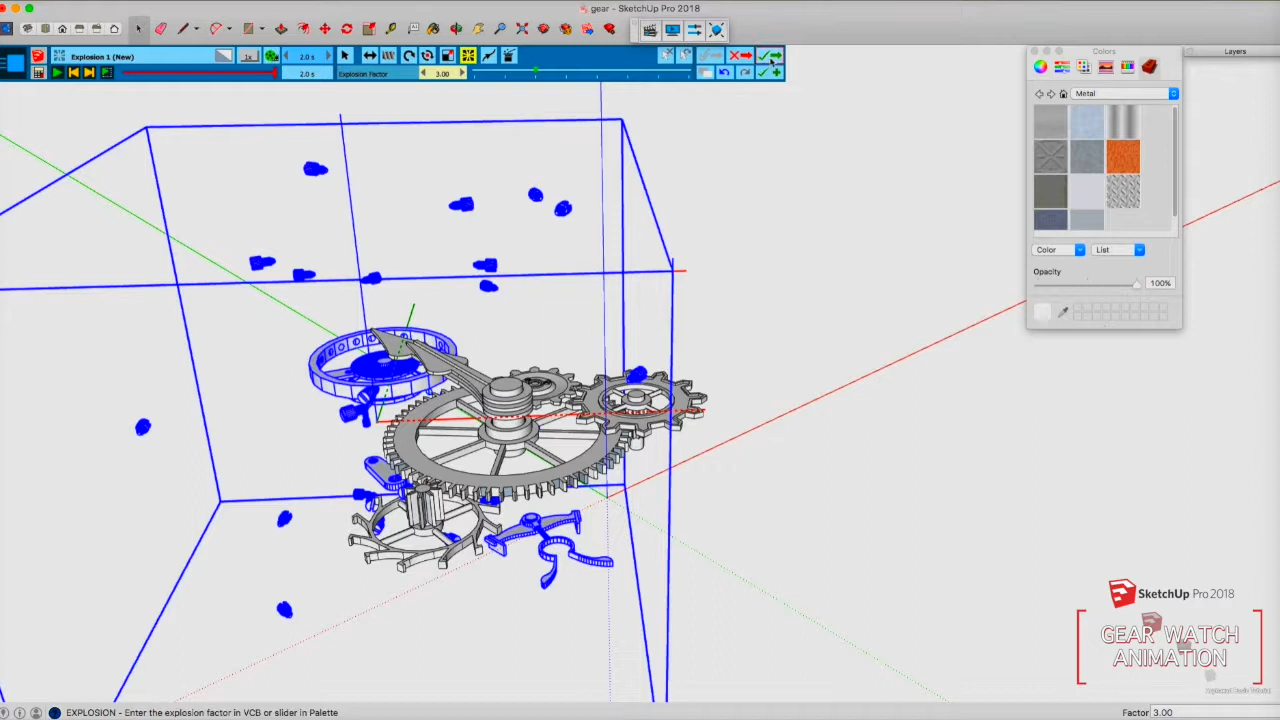 gear — SketchUp Pro 2018
Explosion 1 (New)
1x
2.0 s
2.0 s
Explosion Factor
3.00
Colors
Layers
Metal
Color
List
Opacity
100%
SketchUp Pro 2018
GEAR WATCH
ANIMATION
EXPLOSION - Enter the explosion factor in VCB or slider in Palette
Factor 3.00